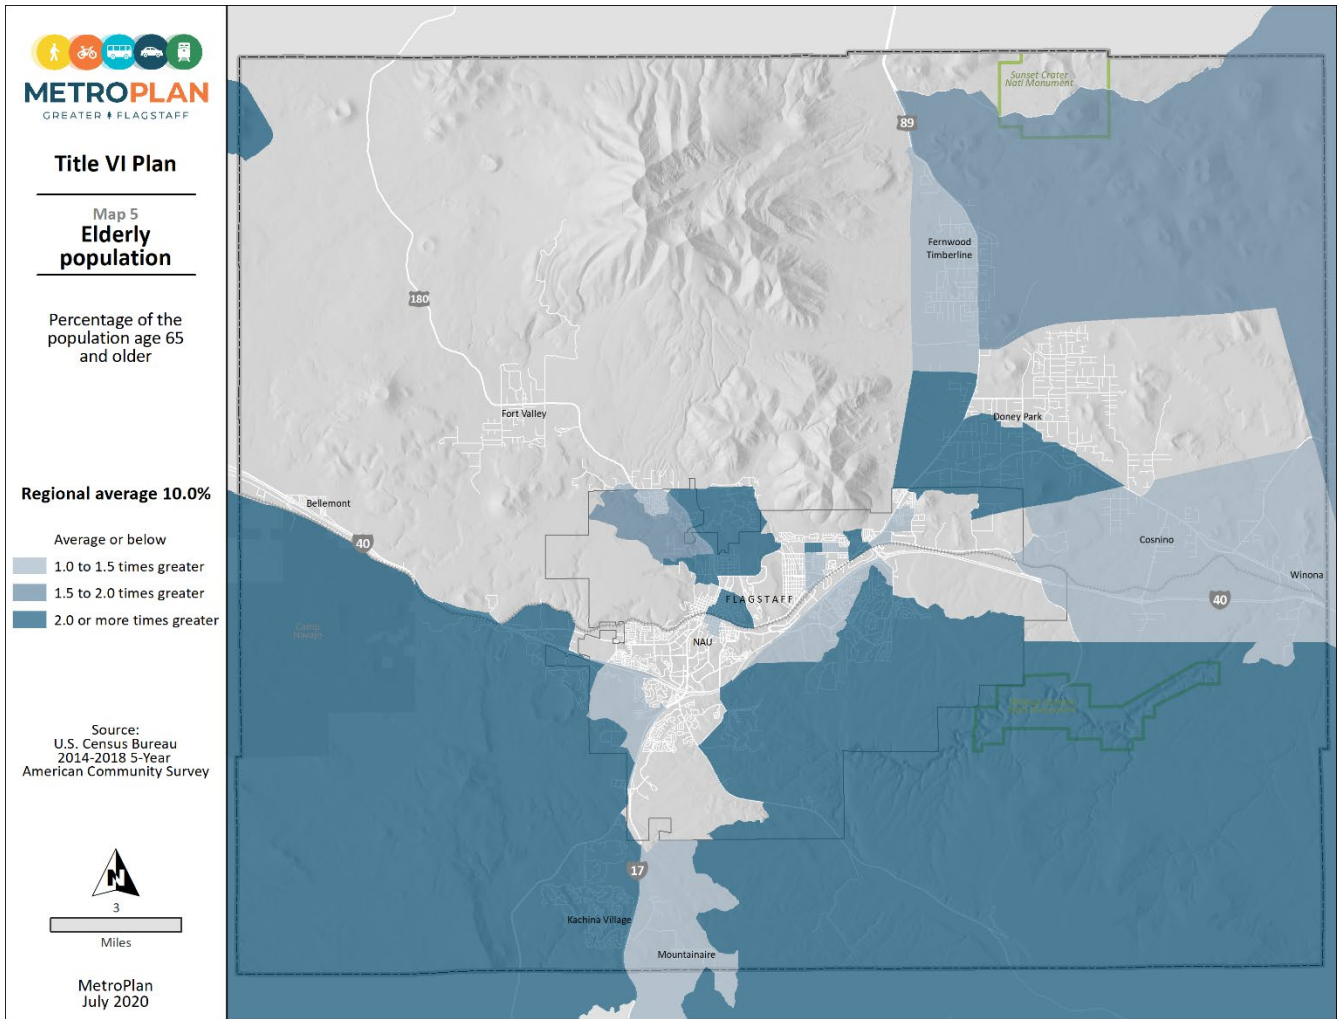 METROPLAN
GREATER FLAGSTAFF
Title VI Plan
Map 5
Elderly
population
Percentage of the
population age 65
and older
Regional average 10.0%
Average or below
1.0 to 1.5 times greater
1.5 to 2.0 times greater
2.0 or more times greater
Source:
U.S. Census Bureau
2014-2018 5-Year
American Community Survey
N
3
Miles
MetroPlan
July 2020
Sunset Crater
Natl Monument
89
Fernwood
Timberline
180
Fort Valley
Doney Park
Bellemont
40
Cosnino
Winona
40
FLAGSTAFF
NAU
Camp
Navajo
17
Kachina Village
Mountainaire